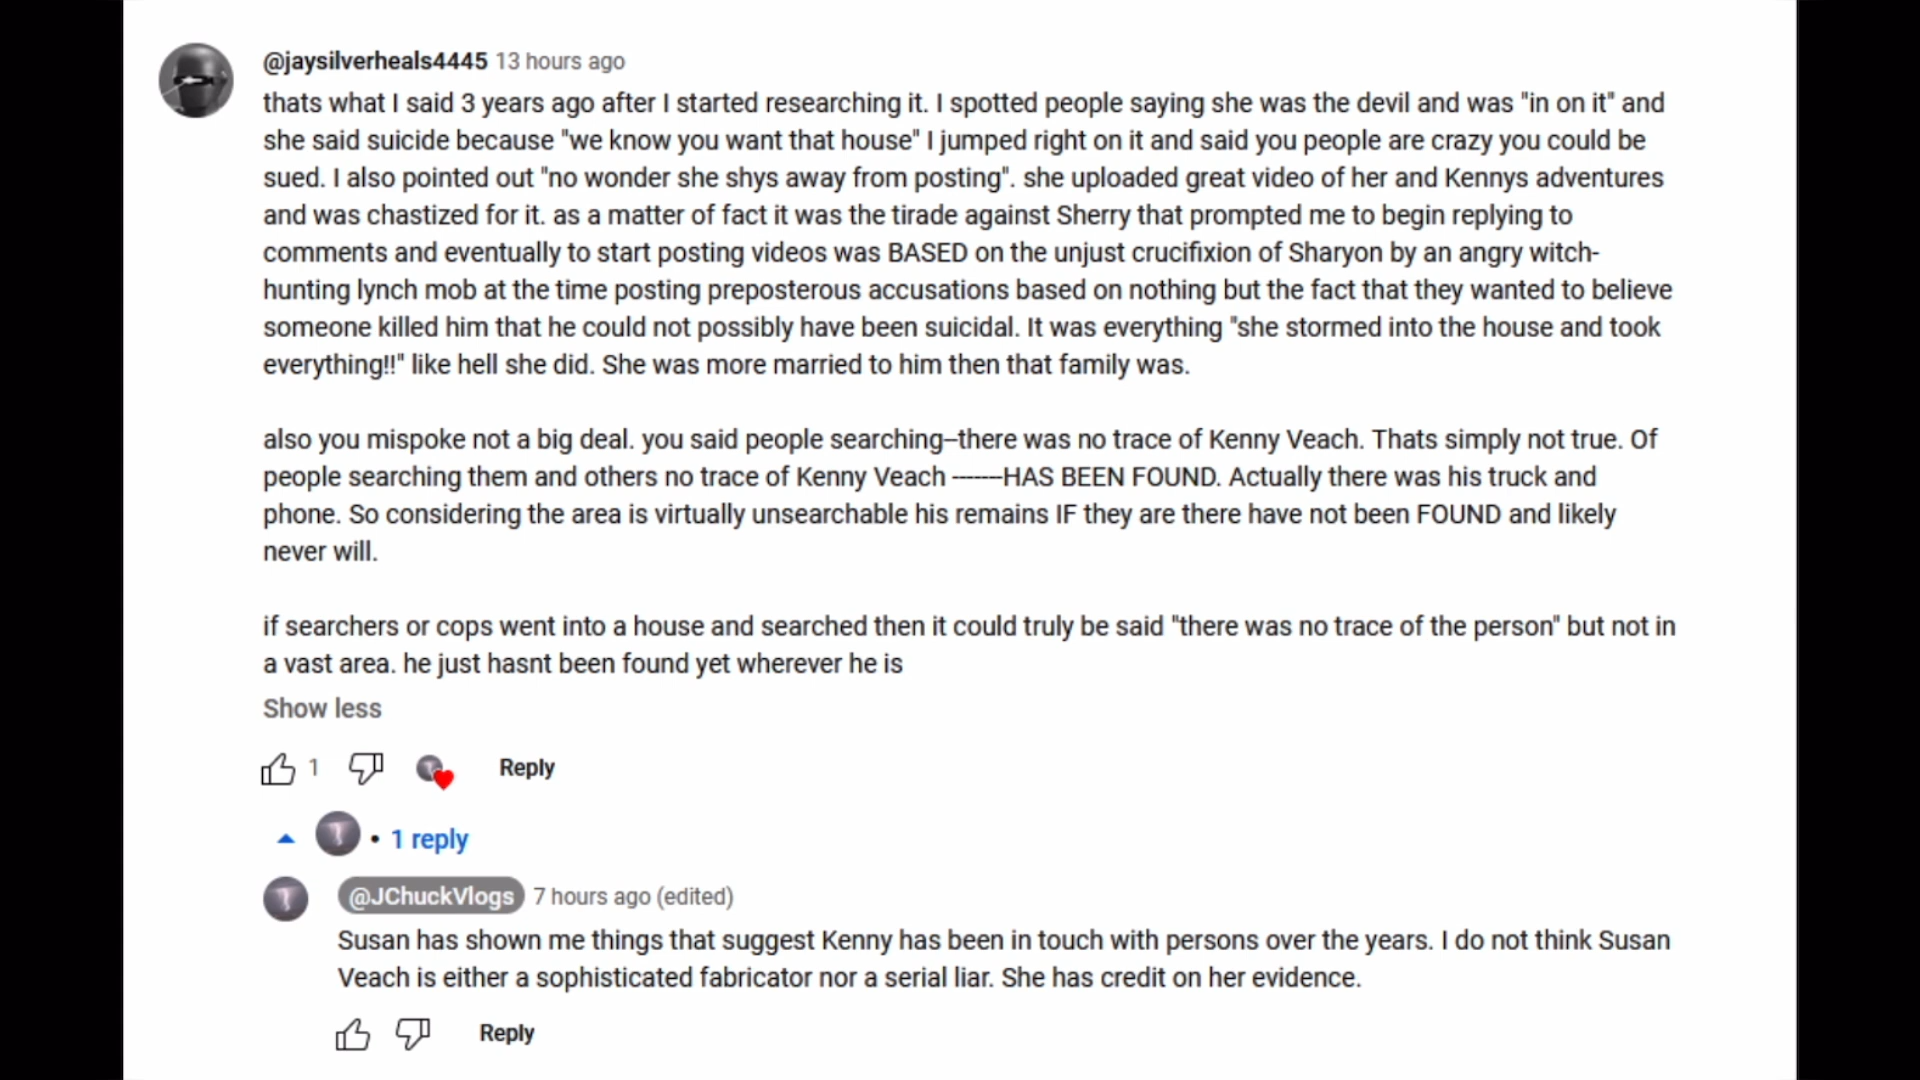 @jaysilverheals4445 13 hours ago
thats what I said 3 years ago after I started researching it. I spotted people saying she was the devil and was "in on it" and
she said suicide because "we know you want that house" I jumped right on it and said you people are crazy you could be
sued. I also pointed out "no wonder she shys away from posting". she uploaded great video of her and Kennys adventures
and was chastized for it. as a matter of fact it was the tirade against Sherry that prompted me to begin replying to
comments and eventually to start posting videos was BASED on the unjust crucifixion of Sharyon by an angry witch-
hunting lynch mob at the time posting preposterous accusations based on nothing but the fact that they wanted to believe
someone killed him that he could not possibly have been suicidal. It was everything "she stormed into the house and took
everything!!" like hell she did. She was more married to him then that family was.
also you mispoke not a big deal. you said people searching--there was no trace of Kenny Veach. Thats simply not true. Of
people searching them and others no trace of Kenny Veach -------HAS BEEN FOUND. Actually there was his truck and
phone. So considering the area is virtually unsearchable his remains IF they are there have not been FOUND and likely
never will.
if searchers or cops went into a house and searched then it could truly be said "there was no trace of the person" but not in
a vast area. he just hasnt been found yet wherever he is
Show less
1 Reply
• 1 reply
@JChuckVlogs 7 hours ago (edited)
Susan has shown me things that suggest Kenny has been in touch with persons over the years. I do not think Susan
Veach is either a sophisticated fabricator nor a serial liar. She has credit on her evidence.
Reply